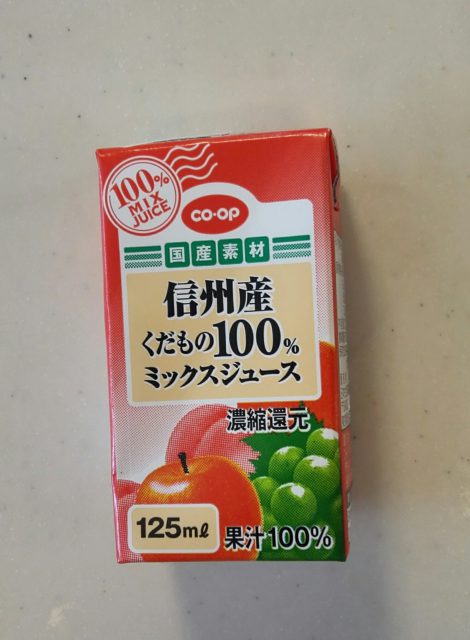 100%
MIX
JUICE
CO・OP
国産素材
信州産
くだもの100%
ミックスジュース
濃縮還元
125ml
果汁100%